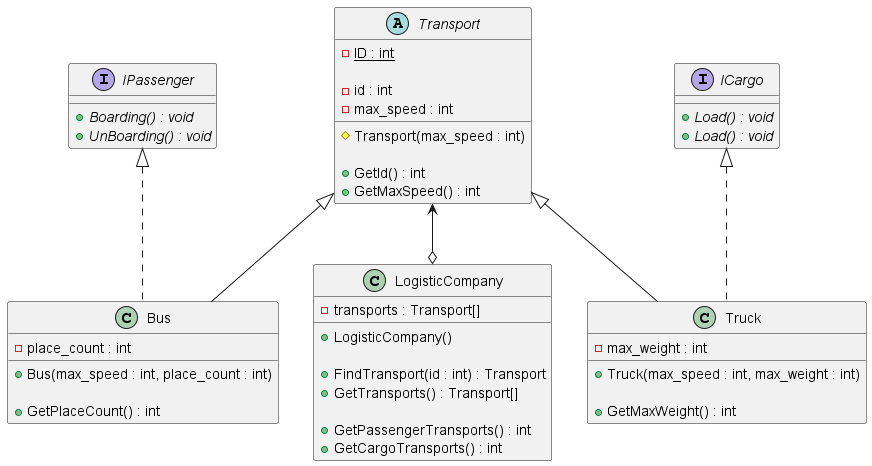 A Transport
ID : int
id : int
max_speed : int
Transport(max_speed : int)
GetId() : int
GetMaxSpeed() : int
I IPassenger
Boarding() : void
UnBoarding() : void
I ICargo
Load() : void
Load() : void
C Bus
place_count : int
Bus(max_speed : int, place_count : int)
GetPlaceCount() : int
C LogisticCompany
transports : Transport[]
LogisticCompany()
FindTransport(id : int) : Transport
GetTransports() : Transport[]
GetPassengerTransports() : int
GetCargoTransports() : int
C Truck
max_weight : int
Truck(max_speed : int, max_weight : int)
GetMaxWeight() : int